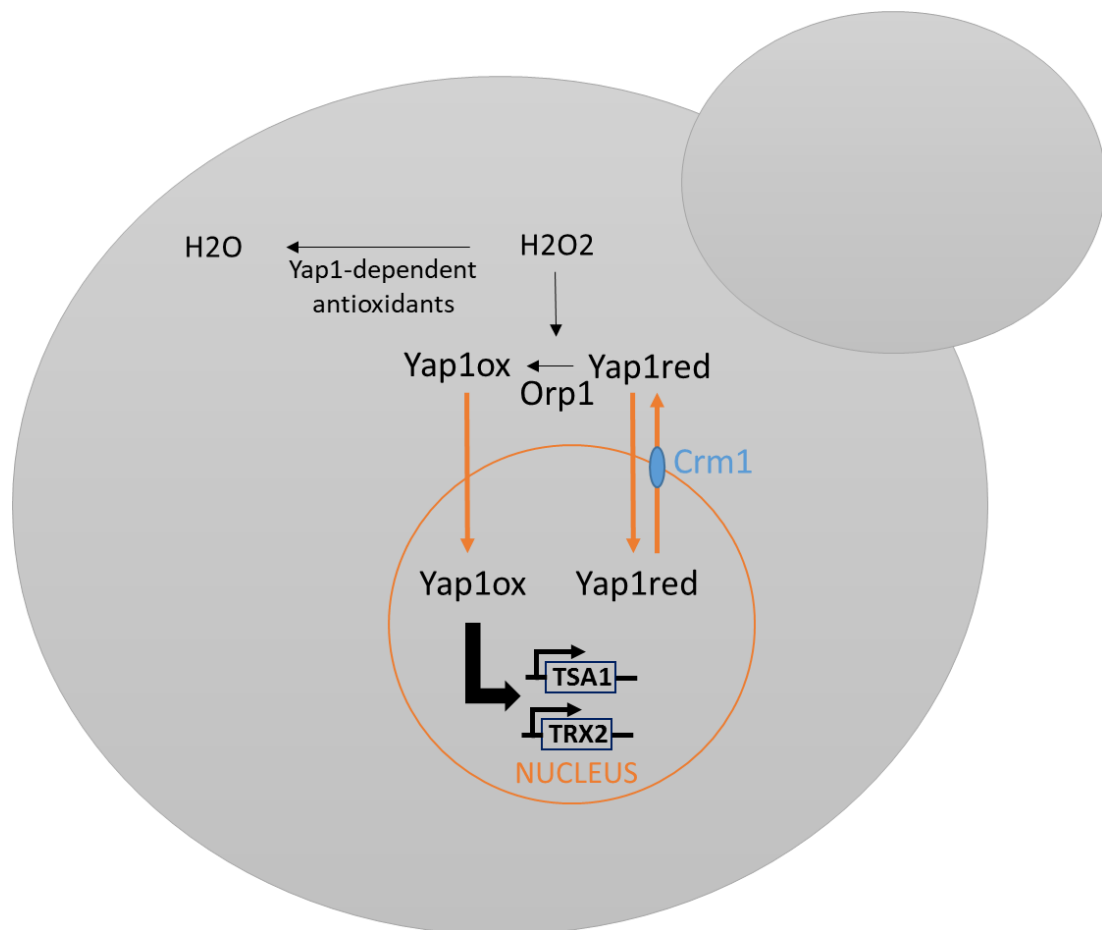 H2O
H2O2
Yap1-dependent
antioxidants
Yap1ox
Yap1red
Orp1
Crm1
Yap1ox
Yap1red
TSA1
TRX2
NUCLEUS